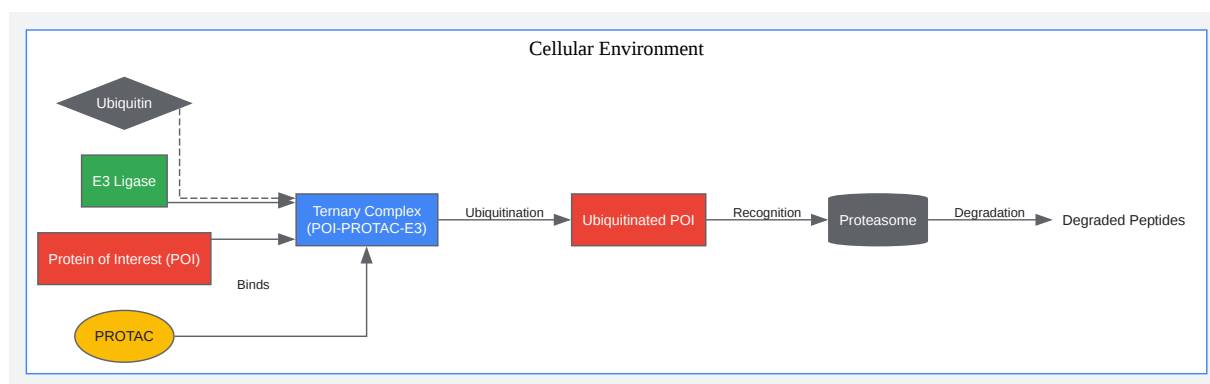 Cellular Environment
Ubiquitin
E3 Ligase
Protein of Interest (POI)
Binds
PROTAC
Ternary Complex
(POI-PROTAC-E3)
Ubiquitination
Ubiquitinated POI
Recognition
Proteasome
Degradation
Degraded Peptides